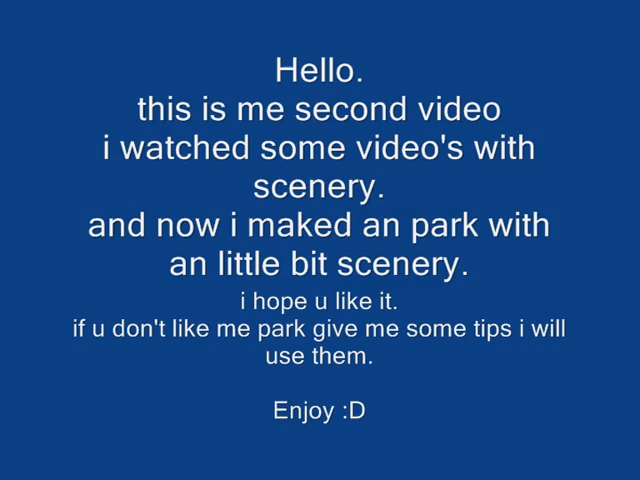 Hello.
this is me second video
i watched some video's with
scenery.
and now i maked an park with
an little bit scenery.
i hope u like it.
if u don't like me park give me some tips i will
use them.
Enjoy :D